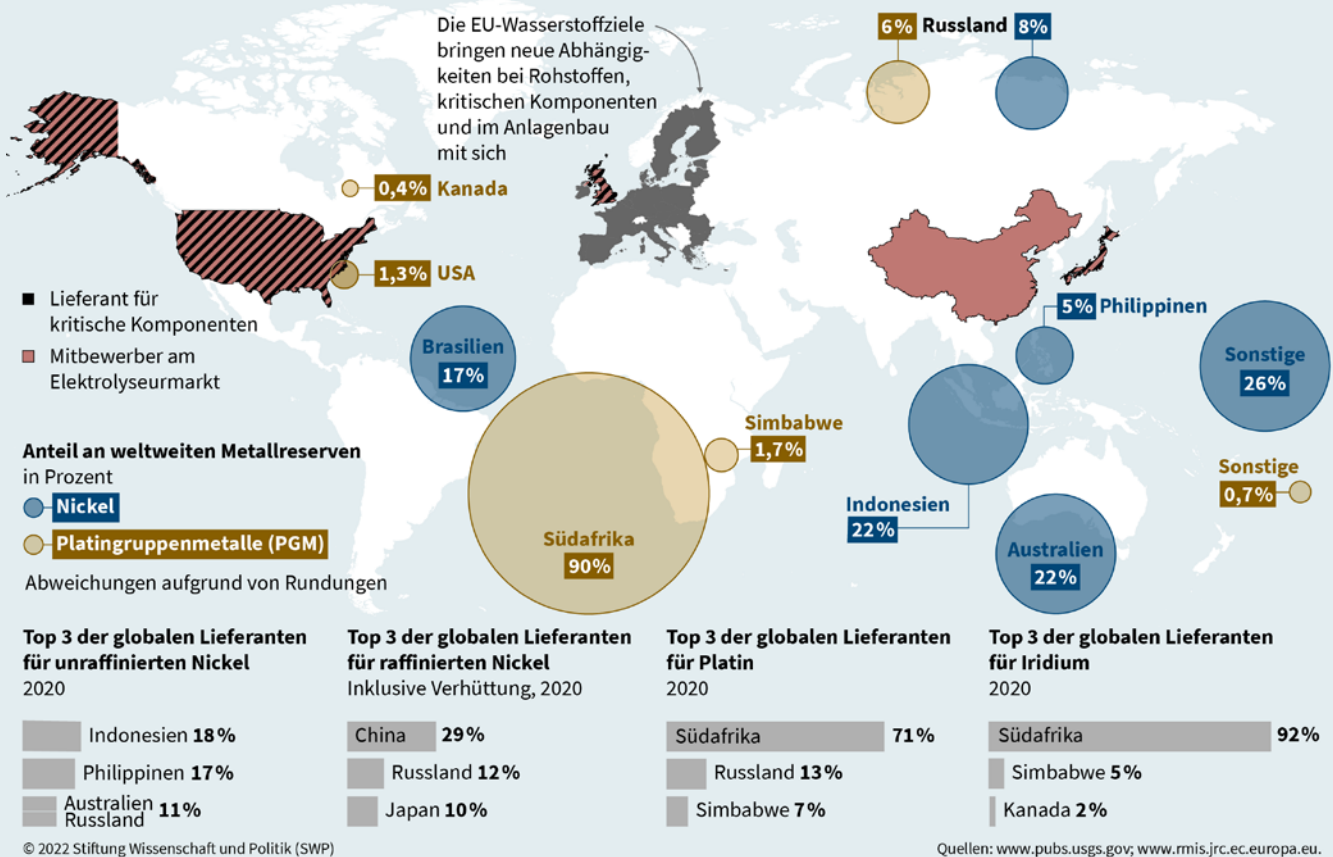 Die EU-Wasserstoffziele
bringen neue Abhängig-
keiten bei Rohstoffen,
kritischen Komponenten
und im Anlagenbau
mit sich
6% Russland 8%
0,4% Kanada
1,3% USA
Lieferant für
kritische Komponenten
Mitbewerber am
Elektrolyseurmarkt
5% Philippinen
Brasilien
17%
Sonstige
26%
Simbabwe
1,7%
Sonstige
0,7%
Indonesien
22%
Südafrika
90%
Australien
22%
Anteil an weltweiten Metallreserven
in Prozent
Nickel
Platingruppenmetalle (PGM)
Abweichungen aufgrund von Rundungen
Top 3 der globalen Lieferanten
für unraffinierten Nickel
2020
Indonesien 18%
Philippinen 17%
Australien
Russland
11%
Top 3 der globalen Lieferanten
für raffinierten Nickel
Inklusive Verhüttung, 2020
China 29%
Russland 12%
Japan 10%
Top 3 der globalen Lieferanten
für Platin
2020
Südafrika 71%
Russland 13%
Simbabwe 7%
Top 3 der globalen Lieferanten
für Iridium
2020
Südafrika 92%
Simbabwe 5%
Kanada 2%
© 2022 Stiftung Wissenschaft und Politik (SWP)
Quellen: www.pubs.usgs.gov; www.rmis.jrc.ec.europa.eu.